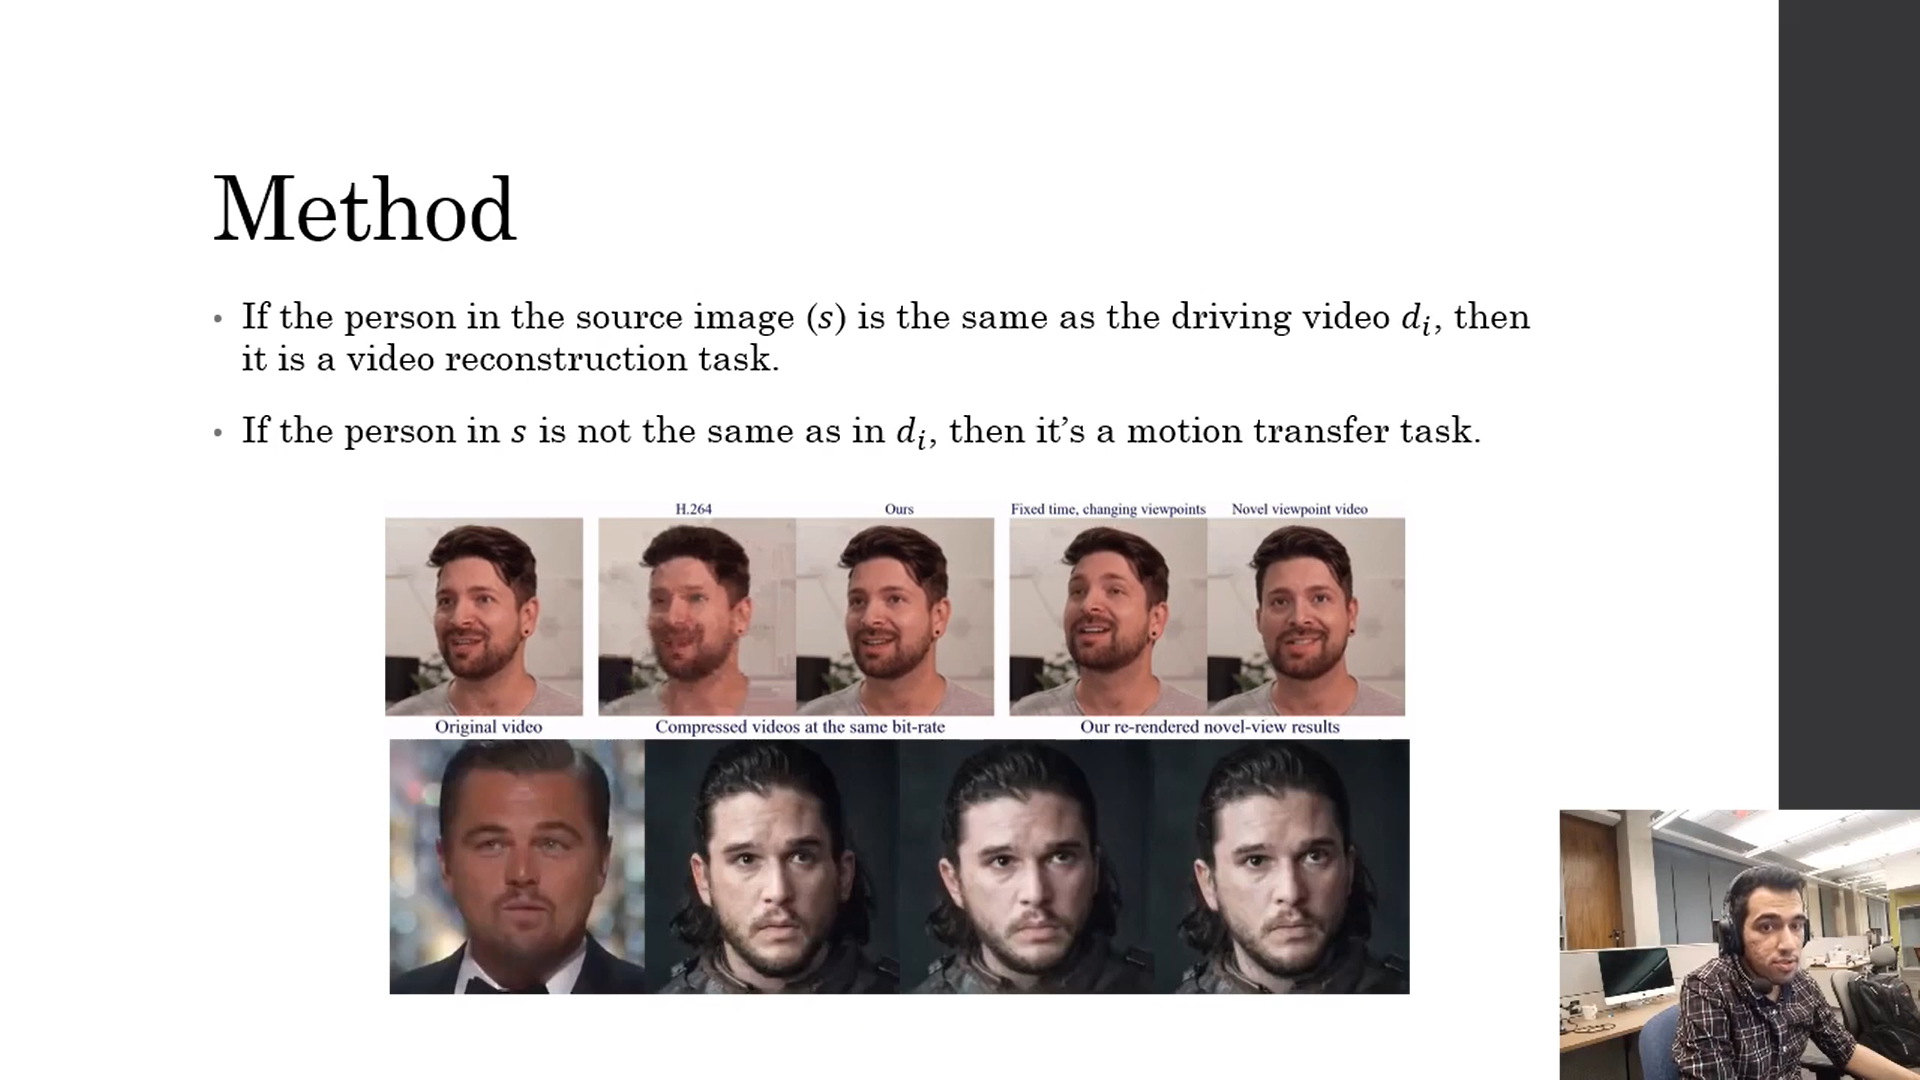 Method
• If the person in the source image (s) is the same as the driving video dᵢ, then
it is a video reconstruction task.
• If the person in s is not the same as in dᵢ, then it’s a motion transfer task.
H.264 Ours Fixed time, changing viewpoints Novel viewpoint video
Original video Compressed videos at the same bit-rate Our re-rendered novel-view results